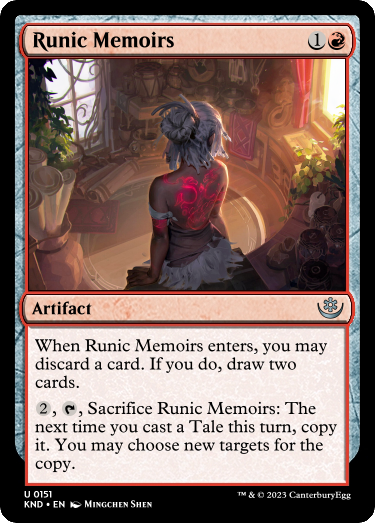 Runic Memoirs 1
Artifact
When Runic Memoirs enters, you may
discard a card. If you do, draw two
cards.
2, , Sacrifice Runic Memoirs: The
next time you cast a Tale this turn, copy
it. You may choose new targets for the
copy.
U 0151
KND • EN Mingchen Shen
™ & © 2023 CanterburyEgg